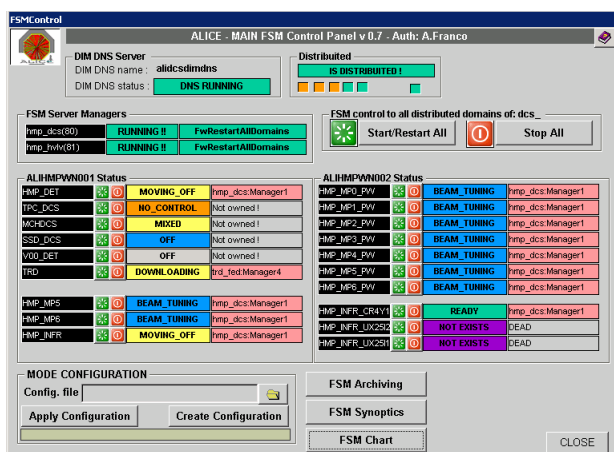 FSMControl
ALICE - MAIN FSM Control Panel v 0.7 - Auth: A.Franco
DIM DNS Server
DIM DNS name : alidcsdimdns
DIM DNS status : DNS RUNNING
Distribuited
IS DISTRIBUITED !
FSM Server Managers
hmp_dcs(80) RUNNING !! FwRestartAllDomains
hmp_hvlv(81) RUNNING !! FwRestartAllDomains
FSM control to all distributed domains of: dcs_
Start/Restart All Stop All
ALIHMPWN001 Status
HMP_DET MOVING_OFF hmp_dcs:Manager1
TPC_DCS NO_CONTROL Not owned !
MCHDCS MIXED Not owned !
SSD_DCS OFF Not owned !
V00_DET OFF Not owned !
TRD DOWNLOADING trd_fed:Manager4
HMP_MP5 BEAM_TUNING hmp_dcs:Manager1
HMP_MP6 BEAM_TUNING hmp_dcs:Manager1
HMP_INFR MOVING_OFF hmp_dcs:Manager1
ALIHMPWN002 Status
HMP_MP0_PW BEAM_TUNING hmp_dcs:Manager1
HMP_MP1_PW BEAM_TUNING hmp_dcs:Manager1
HMP_MP2_PW BEAM_TUNING hmp_dcs:Manager1
HMP_MP3_PW BEAM_TUNING hmp_dcs:Manager1
HMP_MP4_PW BEAM_TUNING hmp_dcs:Manager1
HMP_MP5_PW BEAM_TUNING hmp_dcs:Manager1
HMP_MP6_PW BEAM_TUNING hmp_dcs:Manager1
HMP_INFR_CR4Y1 READY hmp_dcs:Manager1
HMP_INFR_UX25I2 NOT EXISTS DEAD
HMP_INFR_UX25I1 NOT EXISTS DEAD
MODE CONFIGURATION
Config. file
Apply Configuration Create Configuration
FSM Archiving
FSM Synoptics
FSM Chart
CLOSE